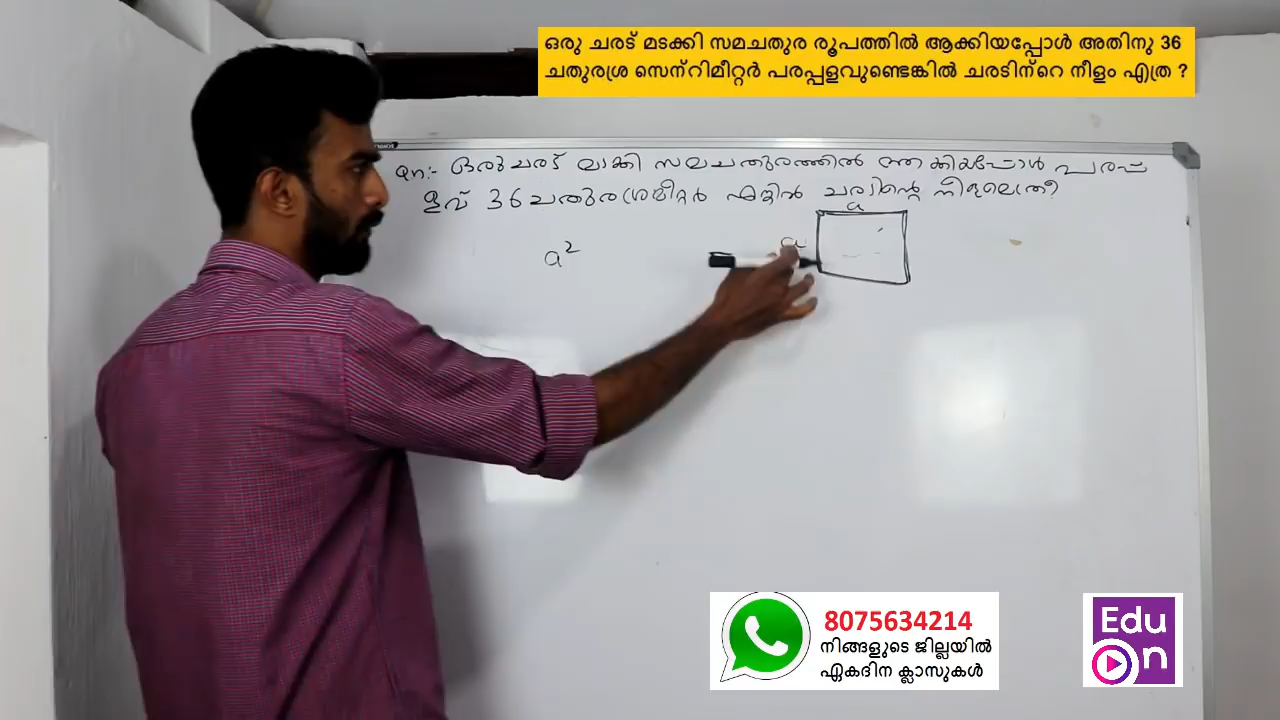 ഒരു ചരട് മടക്കി സമചതുര രൂപത്തിൽ ആക്കിയപ്പോൾ അതിനു 36
ചതുരശ്ര സെന്റിമീറ്റർ പരപ്പളവുണ്ടെങ്കിൽ ചരടിന്റെ നീളം എത്ര ?
Qn:- ഒരു ചരട് മടക്കി സമചതുരത്തിൽ ആക്കിയപ്പോൾ പരപ്പ
ളവ് 36 ചതുരശ്രമീറ്റർ എങ്കിൽ ചരടിന്റെ നീളമെത്ര?
a
a
a²
8075634214
നിങ്ങളുടെ ജില്ലയിൽ
ഏകദിന ക്ലാസുകൾ
Edu
On